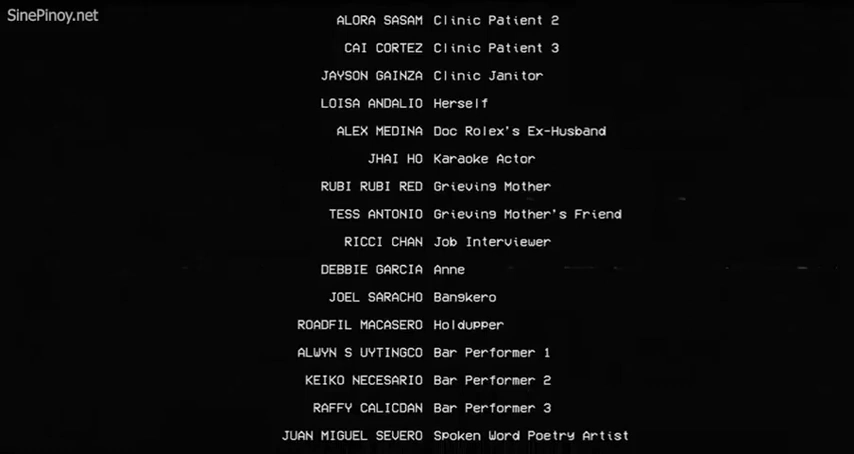 SinePinoy.net
ALORA SASAM Clinic Patient 2
CAI CORTEZ Clinic Patient 3
JAYSON GAINZA Clinic Janitor
LOISA ANDALIO Herself
ALEX MEDINA Doc Rolex's Ex-Husband
JHAI HO Karaoke Actor
RUBI RUBI RED Grieving Mother
TESS ANTONIO Grieving Mother's Friend
RICCI CHAN Job Interviewer
DEBBIE GARCIA Anne
JOEL SARACHO Bangkero
ROADFIL MACASERO Holdupper
ALWYN S UYTINGCO Bar Performer 1
KEIKO NECESARIO Bar Performer 2
RAFFY CALICDAN Bar Performer 3
JUAN MIGUEL SEVERO Spoken Word Poetry Artist